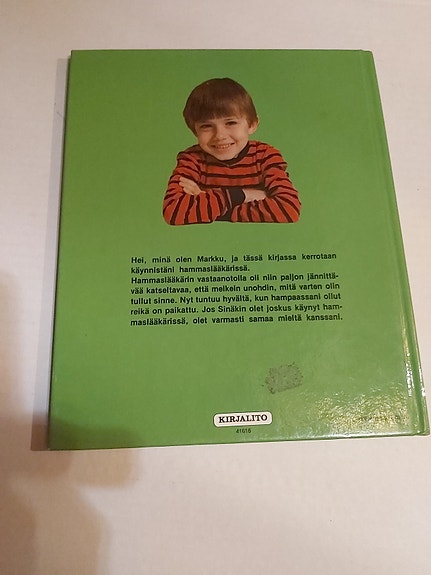 Hei, minä olen Markku, ja tässä kirjassa kerrotaan
käynnistäni hammaslääkärissä.
Hammaslääkärin vastaanotolla oli niin paljon jännittä-
vää katseltavaa, että melkein unohdin, mitä varten olin
tullut sinne. Nyt tuntuu hyvältä, kun hampaassani ollut
reikä on paikattu. Jos Sinäkin olet joskus käynyt ham-
maslääkärissä, olet varmasti samaa mieltä kanssani.
KIRJALITO
41618